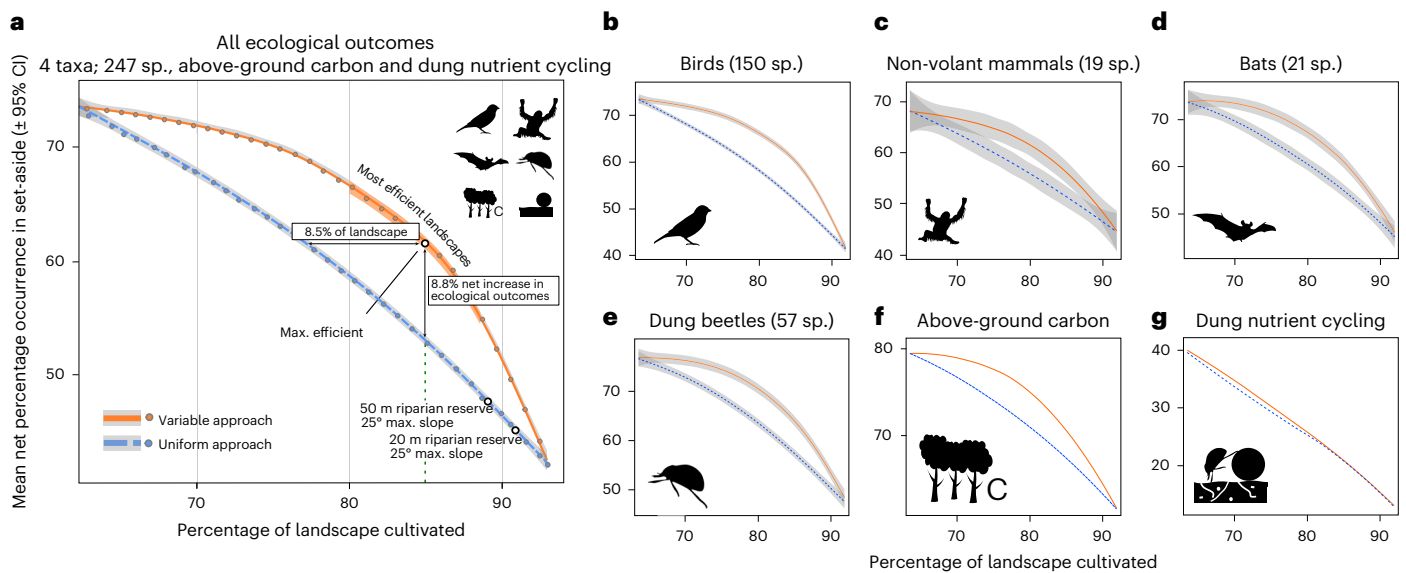 a
All ecological outcomes
4 taxa; 247 sp., above-ground carbon and dung nutrient cycling
Mean net percentage occurrence in set-aside (± 95% CI)
70
60
50
C
Most efficient landscapes
8.5% of landscape
8.8% net increase in
ecological outcomes
Max. efficient
50 m riparian reserve
25° max. slope
20 m riparian reserve
25° max. slope
Variable approach
Uniform approach
70
80
90
Percentage of landscape cultivated
b
Birds (150 sp.)
70
60
50
40
70
80
90
c
Non-volant mammals (19 sp.)
70
60
50
40
70
80
90
d
Bats (21 sp.)
70
60
50
70
80
90
e
Dung beetles (57 sp.)
70
60
50
70
80
90
f
Above-ground carbon
80
70
C
70
80
90
g
Dung nutrient cycling
40
30
20
70
80
90
Percentage of landscape cultivated